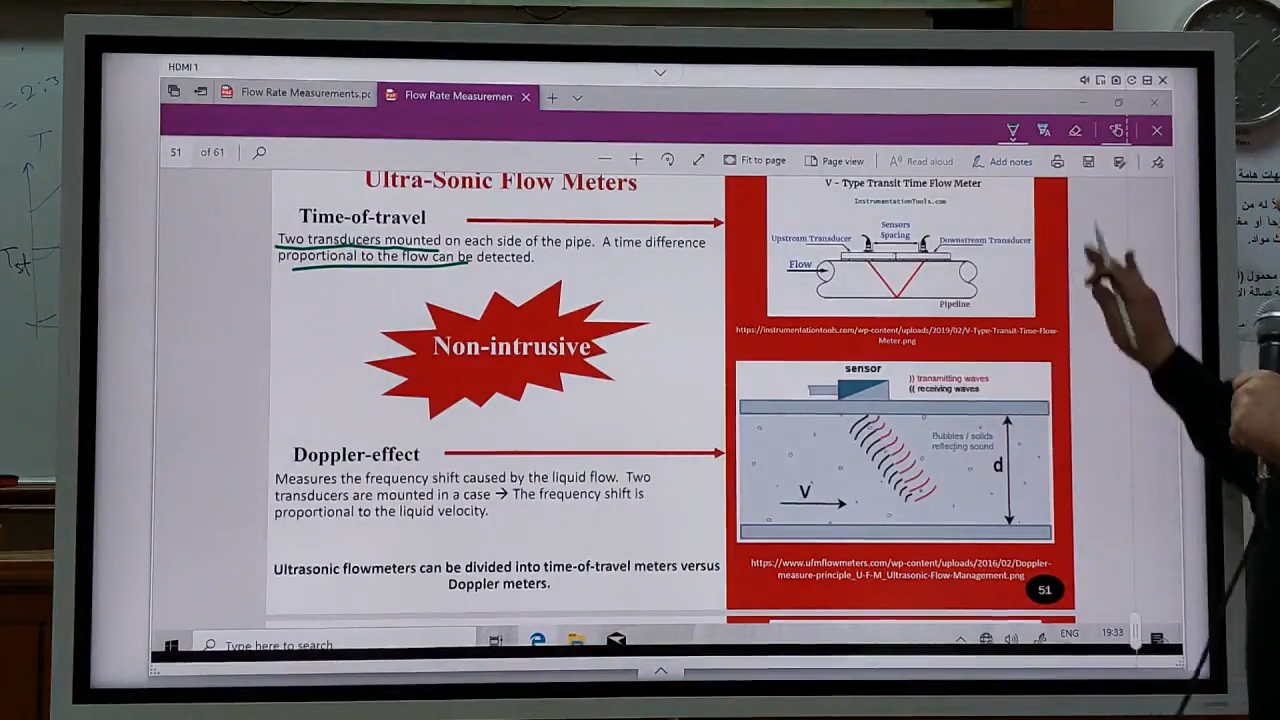 HDMI 1
Flow Rate Measurements.pc
Flow Rate Measuremen
51 of 61
Fit to page
Page view
Read aloud
Add notes
Ultra-Sonic Flow Meters
Time-of-travel
Two transducers mounted on each side of the pipe. A time difference
proportional to the flow can be detected.
Non-intrusive
Doppler-effect
Measures the frequency shift caused by the liquid flow. Two
transducers are mounted in a case → The frequency shift is
proportional to the liquid velocity.
Ultrasonic flowmeters can be divided into time-of-travel meters versus
Doppler meters.
V - Type Transit Time Flow Meter
InstrumentationTools.com
Sensors
Spacing
Upstream Transducer
Downstream Transducer
Flow
Pipeline
https://instrumentationtools.com/wp-content/uploads/2019/02/V-Type-Transit-Time-Flow-
Meter.png
sensor
)) transmitting waves
(( receiving waves
Bubbles / solids
reflecting sound
d
V
https://www.ufmflowmeters.com/wp-content/uploads/2016/02/Doppler-
measure-principle_U-F-M_Ultrasonic-Flow-Management.png
51
Type here to search
ENG
19:33
= 2.3
T
Tst